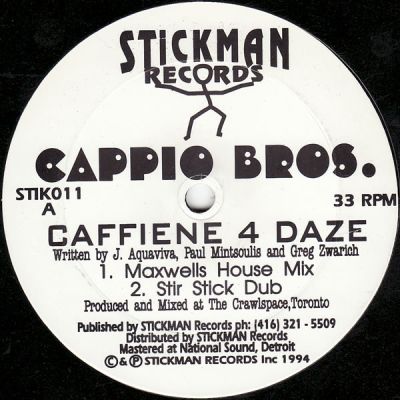 STICKMAN
RECORDS
CAPPIO BROS.
STIK011
A
33 RPM
CAFFIENE 4 DAZE
Written by J. Aquaviva, Paul Mintsoulis and Greg Zwarich
1. Maxwells House Mix
2. Stir Stick Dub
Produced and Mixed at The Crawlspace,Toronto
Published by STICKMAN Records ph: (416) 321 - 5509
Distributed by STICKMAN Records
Mastered at National Sound, Detroit
© & ℗ STICKMAN RECORDS Inc 1994